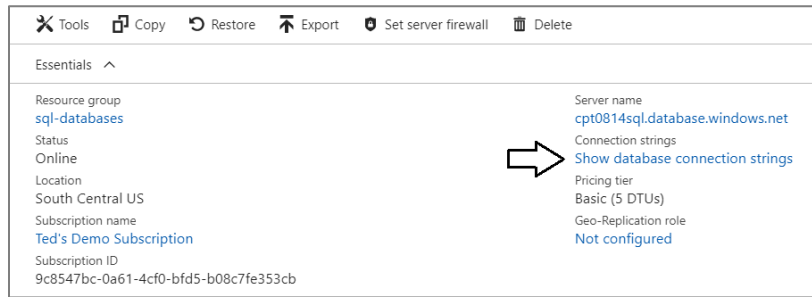 Tools Copy Restore Export Set server firewall Delete
Essentials
Resource group
sql-databases
Status
Online
Location
South Central US
Subscription name
Ted's Demo Subscription
Subscription ID
9c8547bc-0a61-4cf0-bfd5-b08c7fe353cb
Server name
cpt0814sql.database.windows.net
Connection strings
Show database connection strings
Pricing tier
Basic (5 DTUs)
Geo-Replication role
Not configured